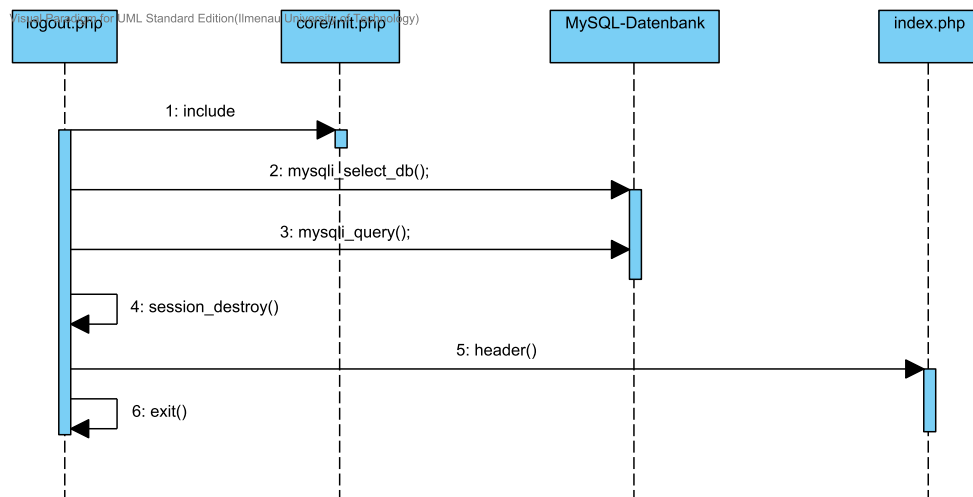 Visual Paradigm for UML Standard Edition(Ilmenau University of Technology)
logout.php
core/init.php
MySQL-Datenbank
index.php
1: include
2: mysqli_select_db();
3: mysqli_query();
4: session_destroy()
5: header()
6: exit()